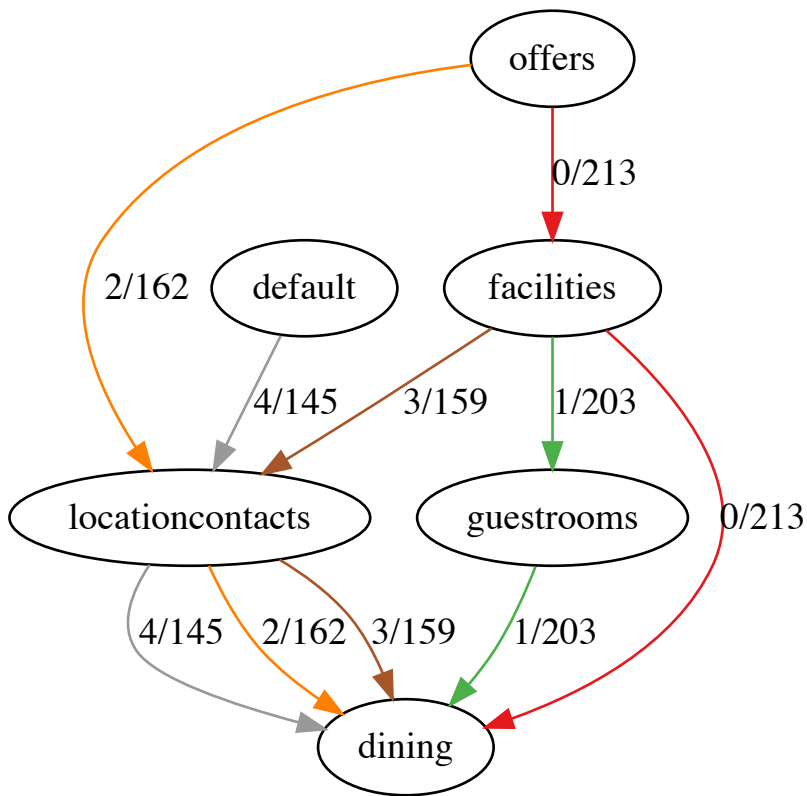 offers
0/213
2/162
default
facilities
4/145
3/159
1/203
locationcontacts
guestrooms
0/213
4/145
2/162
3/159
1/203
dining